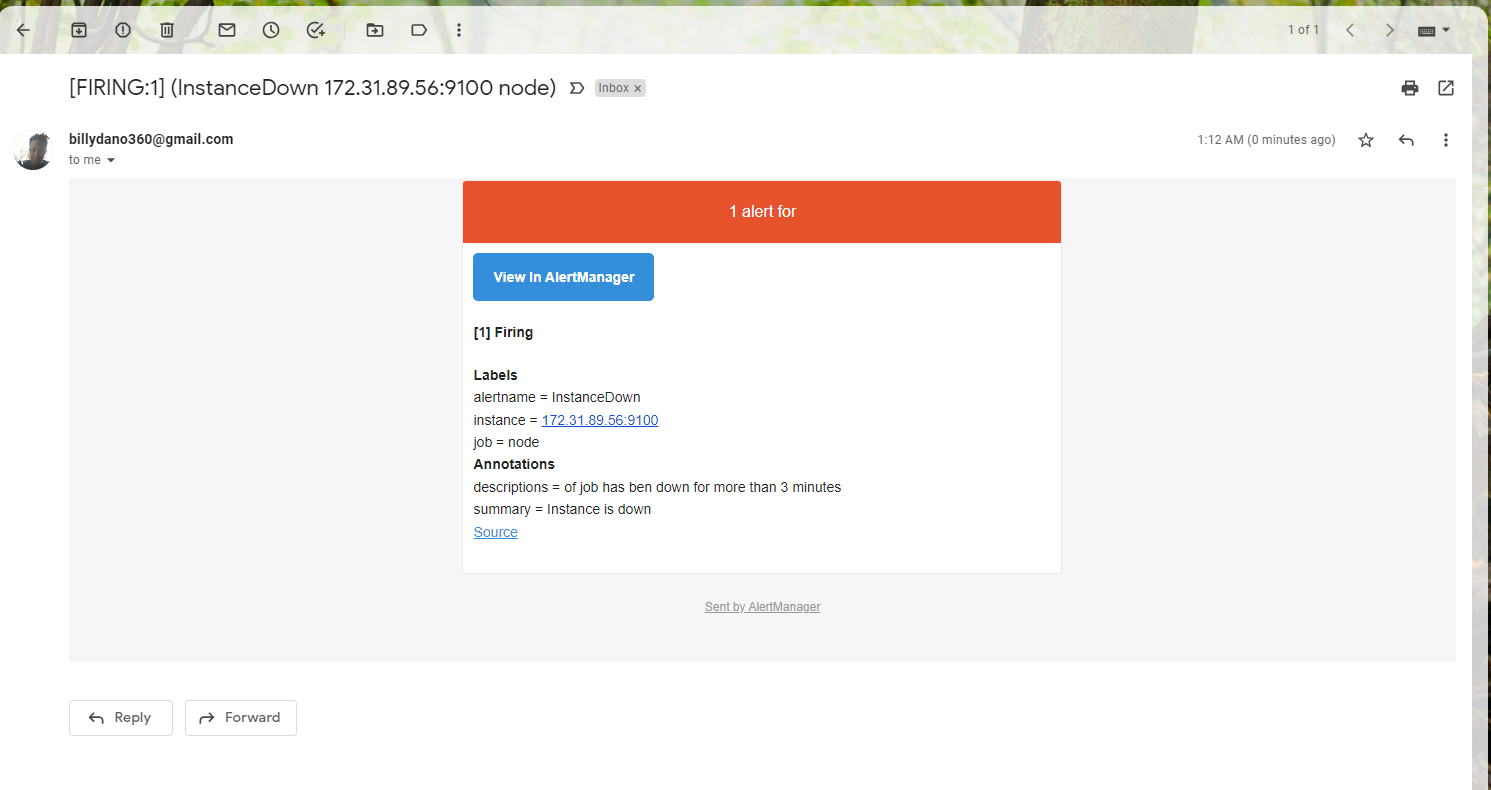 1 of 1
[FIRING:1] (InstanceDown 172.31.89.56:9100 node) Inbox ×
billydano360@gmail.com 1:12 AM (0 minutes ago)
to me
1 alert for
View In AlertManager
[1] Firing
Labels
alertname = InstanceDown
instance = 172.31.89.56:9100
job = node
Annotations
descriptions = of job has ben down for more than 3 minutes
summary = Instance is down
Source
Sent by AlertManager
Reply Forward